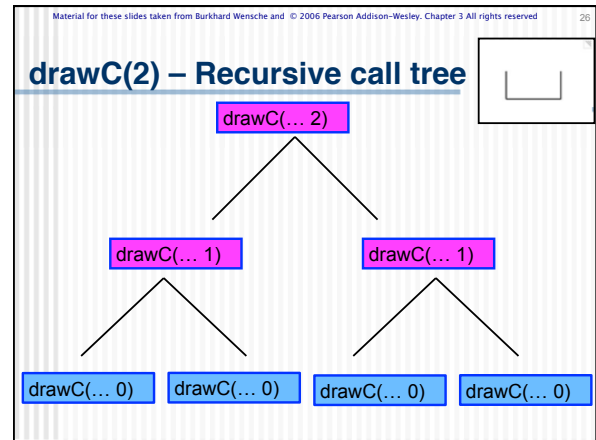 Material for these slides taken from Burkhard Wensche and © 2006 Pearson Addison-Wesley. Chapter 3 All rights reserved
26
drawC(2) – Recursive call tree
drawC(… 2)
drawC(… 1) drawC(… 1)
drawC(… 0) drawC(… 0) drawC(… 0) drawC(… 0)